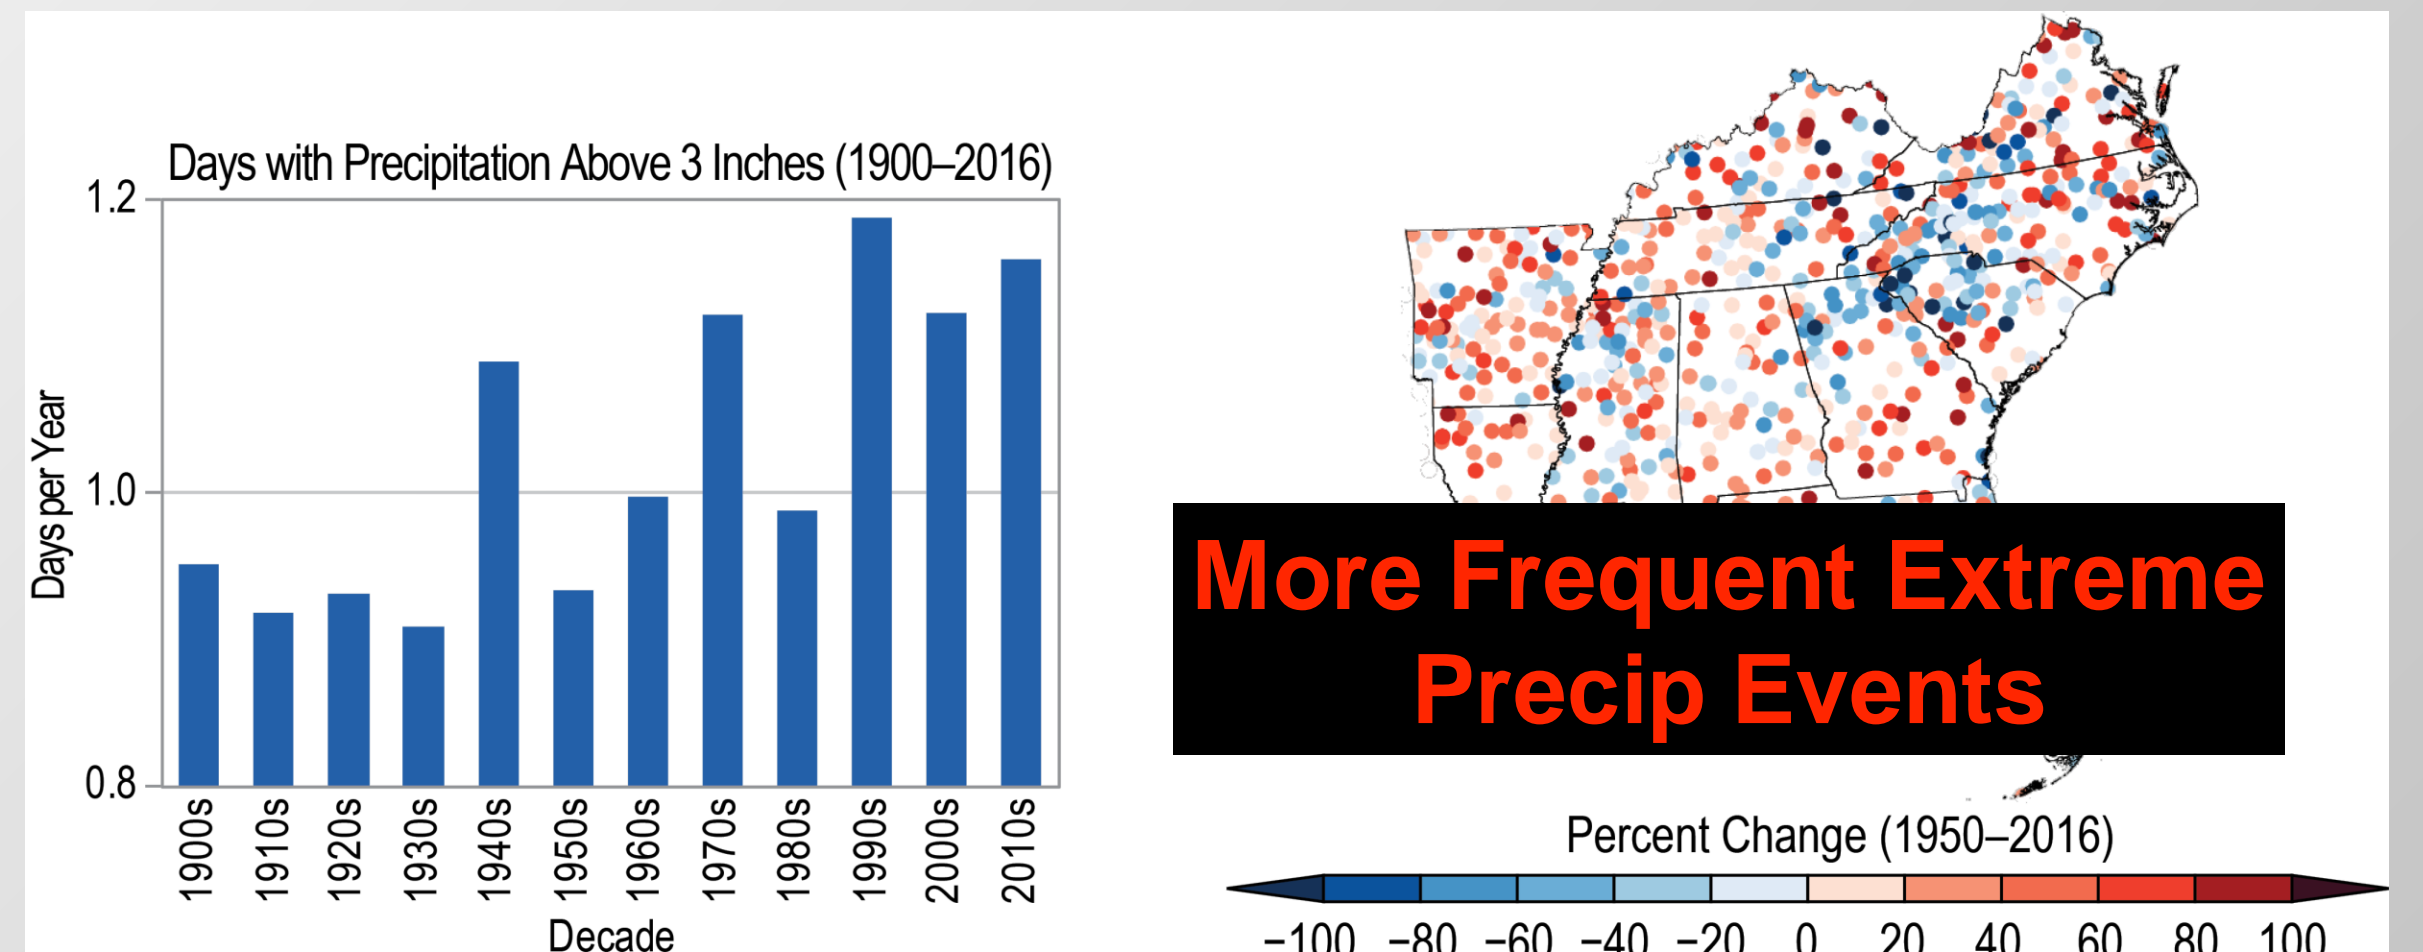 Days with Precipitation Above 3 Inches (1900–2016)
1.2
1.0
0.8
Days per Year
1900s
1910s
1920s
1930s
1940s
1950s
1960s
1970s
1980s
1990s
2000s
2010s
Decade
More Frequent Extreme
Precip Events
Percent Change (1950–2016)
−100 −80 −60 −40 −20 0 20 40 60 80 100